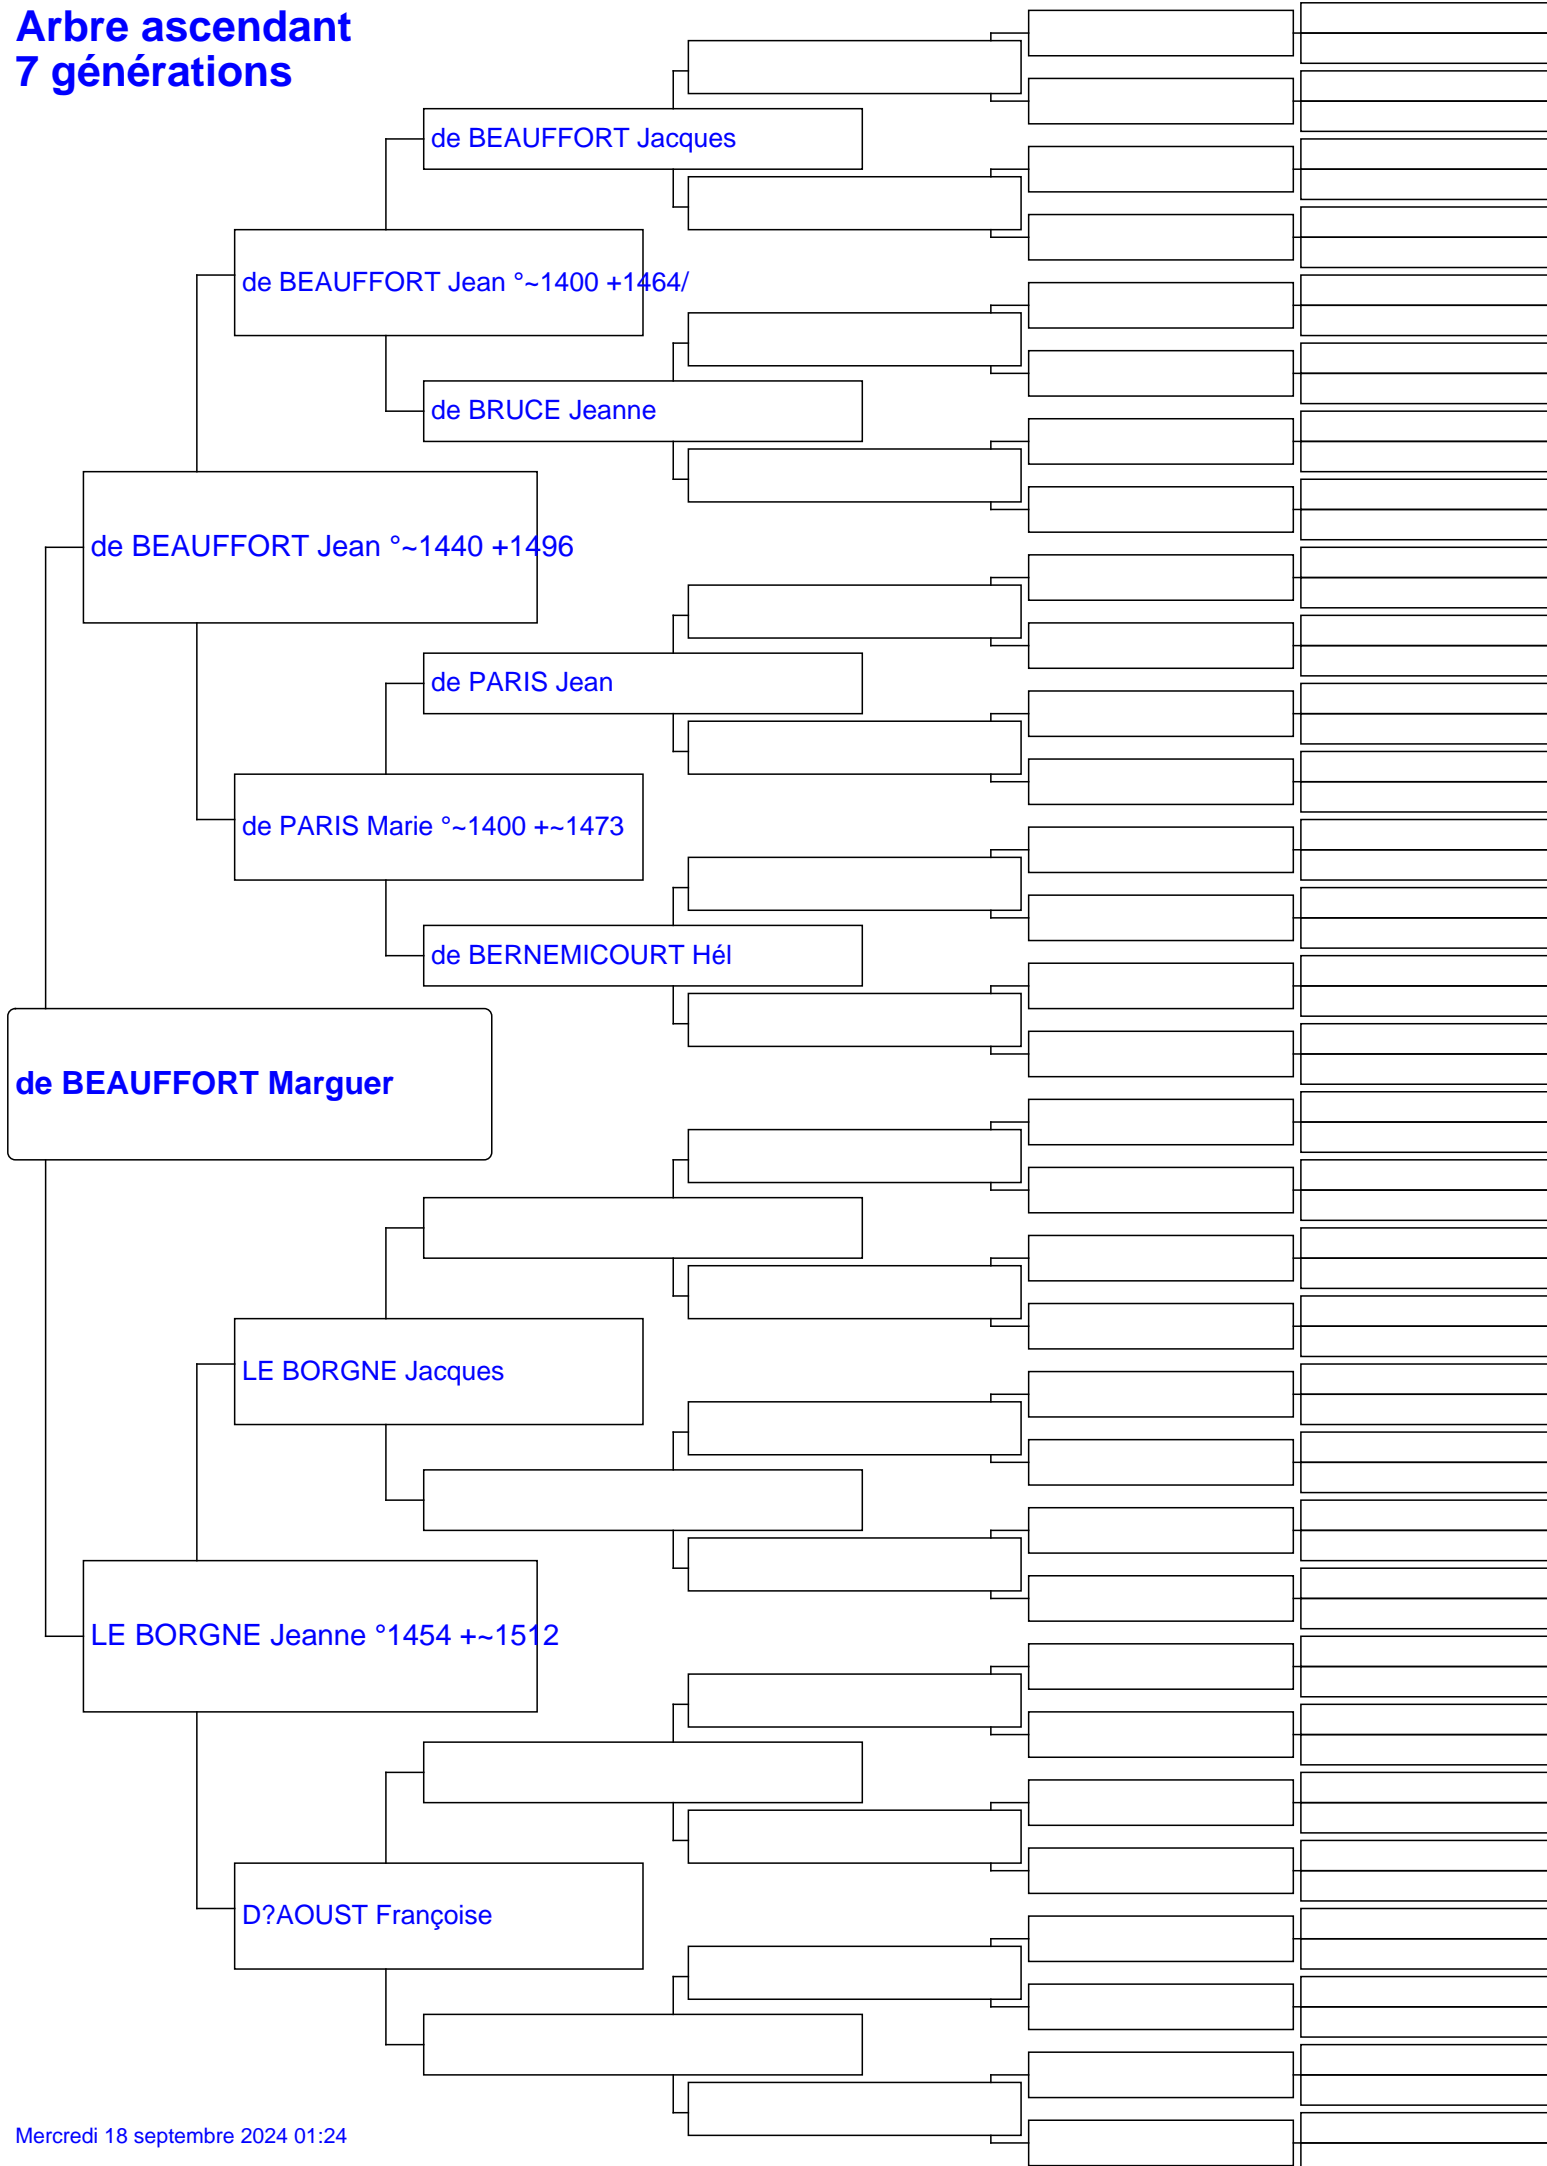 Arbre ascendant
7 générations
de BEAUFFORT Jacques
de BEAUFFORT Jean °~1400 +1464/
de BRUCE Jeanne
de BEAUFFORT Jean °~1440 +1496
de PARIS Jean
de PARIS Marie °~1400 +~1473
de BERNEMICOURT Hél
de BEAUFFORT Marguer
LE BORGNE Jacques
LE BORGNE Jeanne °1454 +~1512
D?AOUST Françoise
Mercredi 18 septembre 2024 01:24